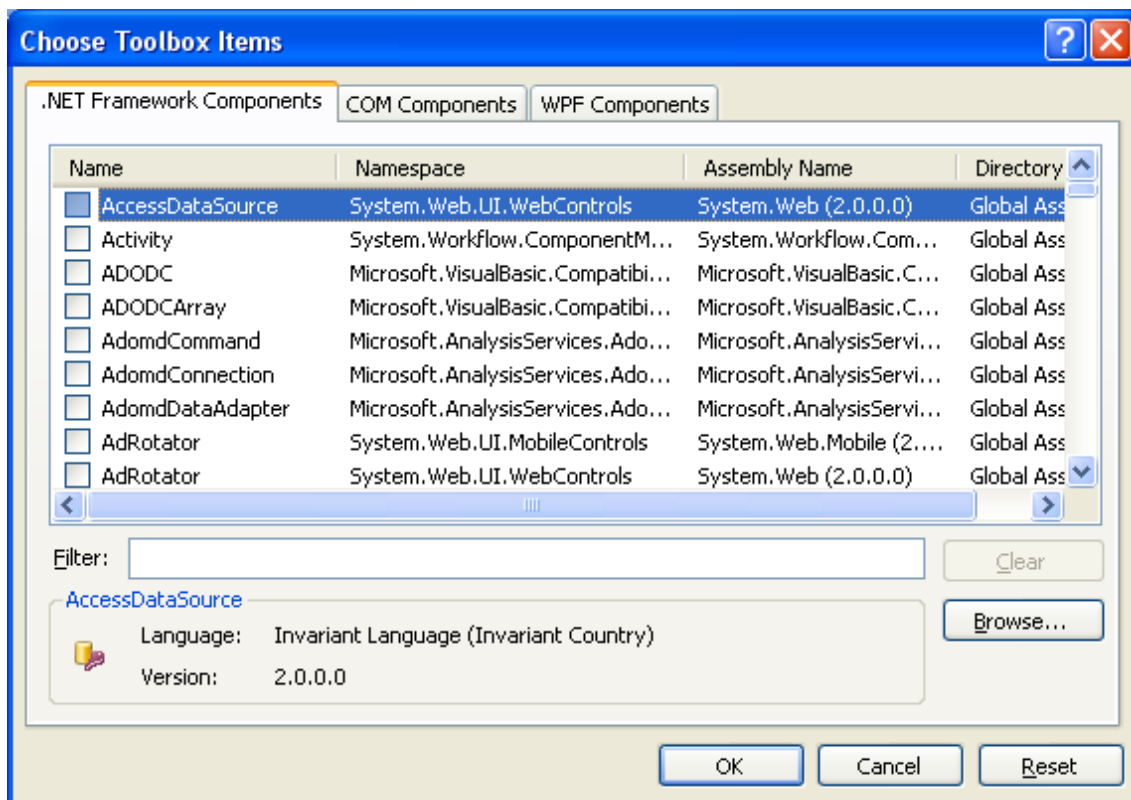 Choose Toolbox Items
.NET Framework Components COM Components WPF Components
Name Namespace Assembly Name Directory
AccessDataSource System.Web.UI.WebControls System.Web (2.0.0.0) Global Ass
Activity System.Workflow.ComponentM... System.Workflow.Com... Global Ass
ADODC Microsoft.VisualBasic.Compatibi... Microsoft.VisualBasic.C... Global Ass
ADODCArray Microsoft.VisualBasic.Compatibi... Microsoft.VisualBasic.C... Global Ass
AdomdCommand Microsoft.AnalysisServices.Ado... Microsoft.AnalysisServi... Global Ass
AdomdConnection Microsoft.AnalysisServices.Ado... Microsoft.AnalysisServi... Global Ass
AdomdDataAdapter Microsoft.AnalysisServices.Ado... Microsoft.AnalysisServi... Global Ass
AdRotator System.Web.UI.MobileControls System.Web.Mobile (2.... Global Ass
AdRotator System.Web.UI.WebControls System.Web (2.0.0.0) Global Ass
Filter: Clear
AccessDataSource
Browse...
Language: Invariant Language (Invariant Country)
Version: 2.0.0.0
OK Cancel Reset